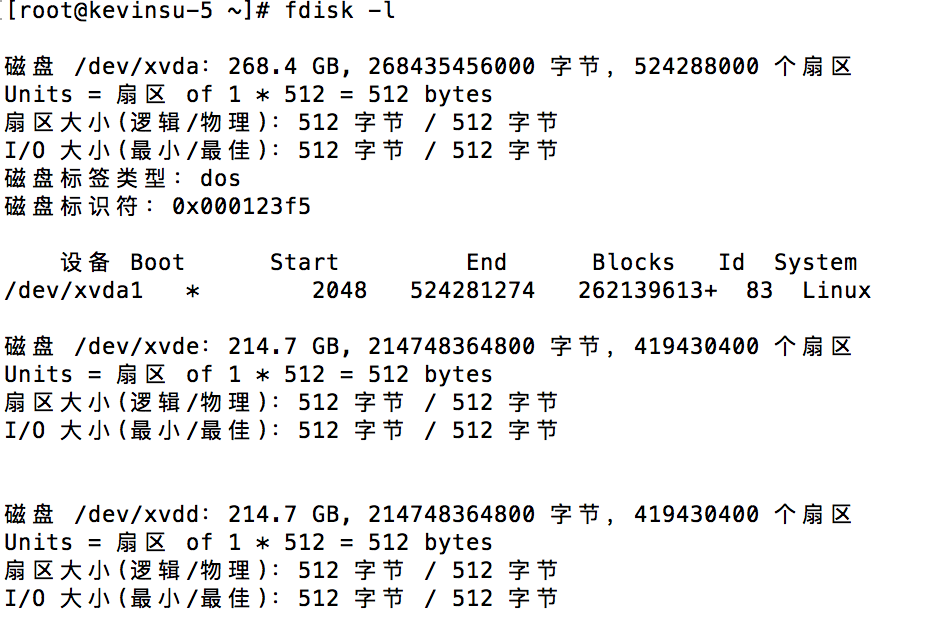 [root@kevinsu-5 ~]# fdisk -l
磁盘 /dev/xvda：268.4 GB, 268435456000 字节，524288000 个扇区
Units = 扇区 of 1 * 512 = 512 bytes
扇区大小(逻辑/物理)：512 字节 / 512 字节
I/O 大小(最小/最佳)：512 字节 / 512 字节
磁盘标签类型：dos
磁盘标识符：0x000123f5
设备 Boot Start End Blocks Id System
/dev/xvda1 * 2048 524281274 262139613+ 83 Linux
磁盘 /dev/xvde：214.7 GB, 214748364800 字节，419430400 个扇区
Units = 扇区 of 1 * 512 = 512 bytes
扇区大小(逻辑/物理)：512 字节 / 512 字节
I/O 大小(最小/最佳)：512 字节 / 512 字节
磁盘 /dev/xvdd：214.7 GB, 214748364800 字节，419430400 个扇区
Units = 扇区 of 1 * 512 = 512 bytes
扇区大小(逻辑/物理)：512 字节 / 512 字节
I/O 大小(最小/最佳)：512 字节 / 512 字节